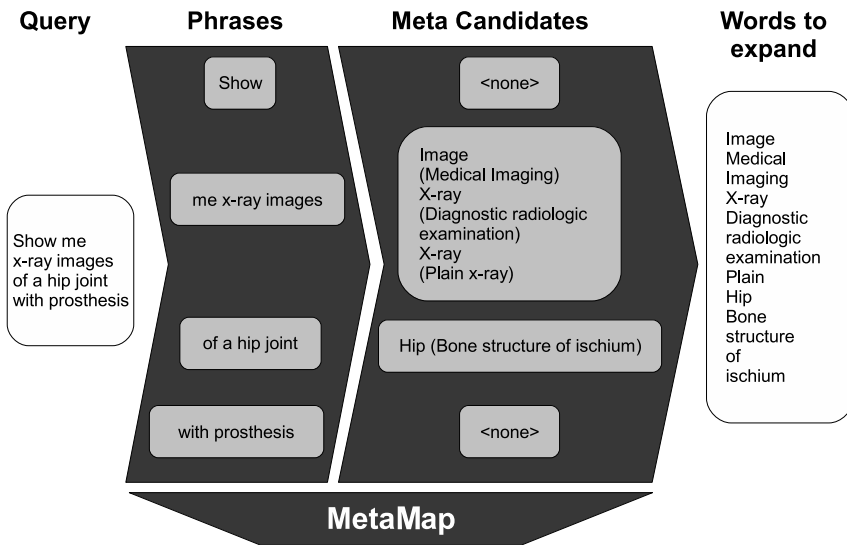 Query
Phrases
Meta Candidates
Words to
expand
Show me
x-ray images
of a hip joint
with prosthesis
Show
me x-ray images
of a hip joint
with prosthesis
<none>
Image
(Medical Imaging)
X-ray
(Diagnostic radiologic
examination)
X-ray
(Plain x-ray)
Hip (Bone structure of ischium)
<none>
Image
Medical
Imaging
X-ray
Diagnostic
radiologic
examination
Plain
Hip
Bone
structure
of
ischium
MetaMap